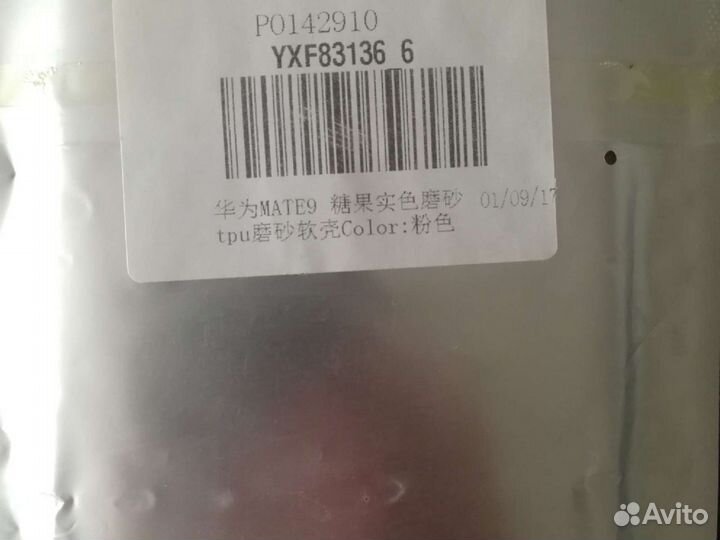 P0142910
YXF83136 6
华为MATE9 糖果实色磨砂 01/09/17
tpu磨砂软壳Color:粉色
Avito